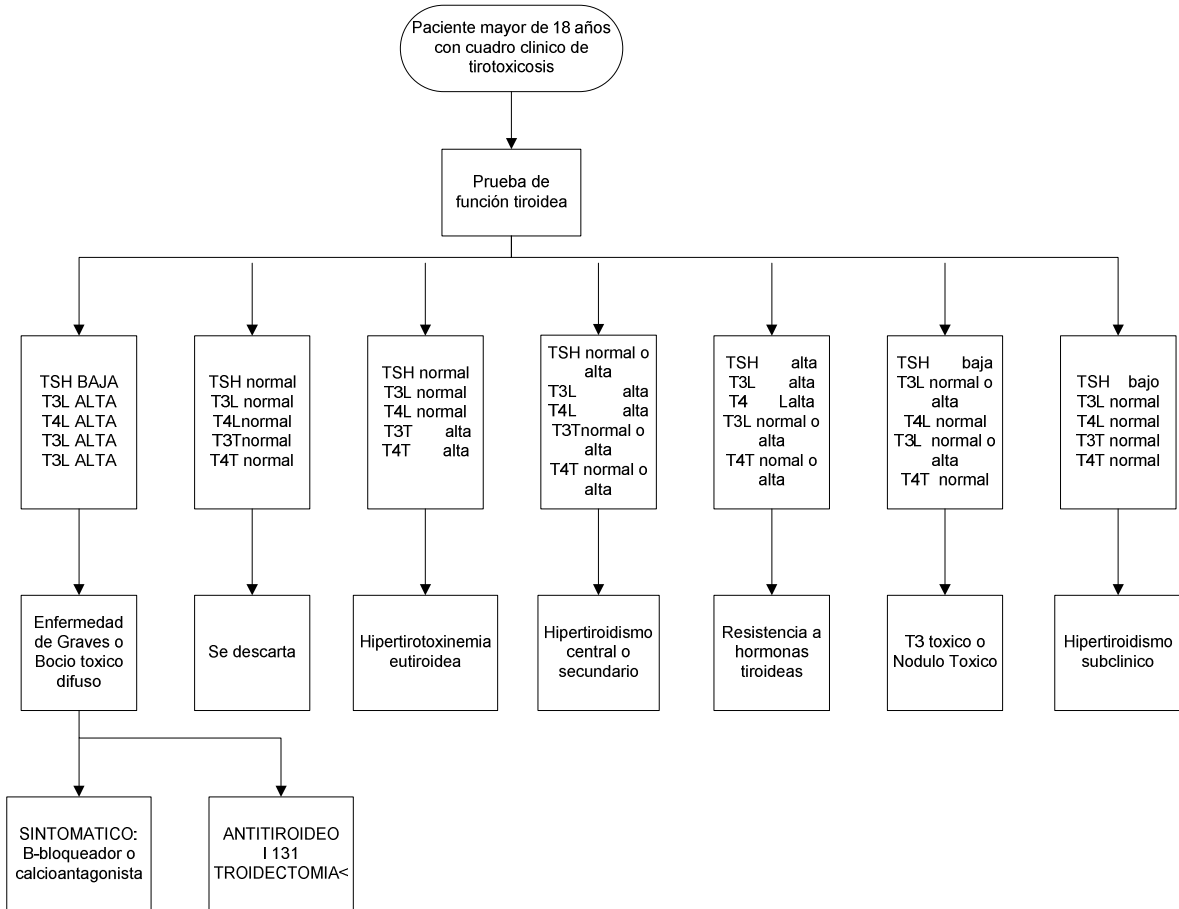 Paciente mayor de 18 años
con cuadro clinico de
tirotoxicosis
Prueba de
función tiroidea
TSH BAJA
T3L ALTA
T4L ALTA
T3L ALTA
T3L ALTA
TSH normal
T3L normal
T4Lnormal
T3Tnormal
T4T normal
TSH normal
T3L normal
T4L normal
T3T alta
T4T alta
TSH normal o
alta
T3L alta
T4L alta
T3Tnormal o
alta
T4T normal o
alta
TSH alta
T3L alta
T4 Lalta
T3L normal o
alta
T4T nomal o
alta
TSH baja
T3L normal o
alta
T4L normal
T3L normal o
alta
T4T normal
TSH bajo
T3L normal
T4L normal
T3T normal
T4T normal
Enfermedad
de Graves o
Bocio toxico
difuso
Se descarta
Hipertirotoxinemia
eutiroidea
Hipertiroidismo
central o
secundario
Resistencia a
hormonas
tiroideas
T3 toxico o
Nodulo Toxico
Hipertiroidismo
subclinico
SINTOMATICO:
B-bloqueador o
calcioantagonista
ANTITIROIDEO
I 131
TROIDECTOMIA<